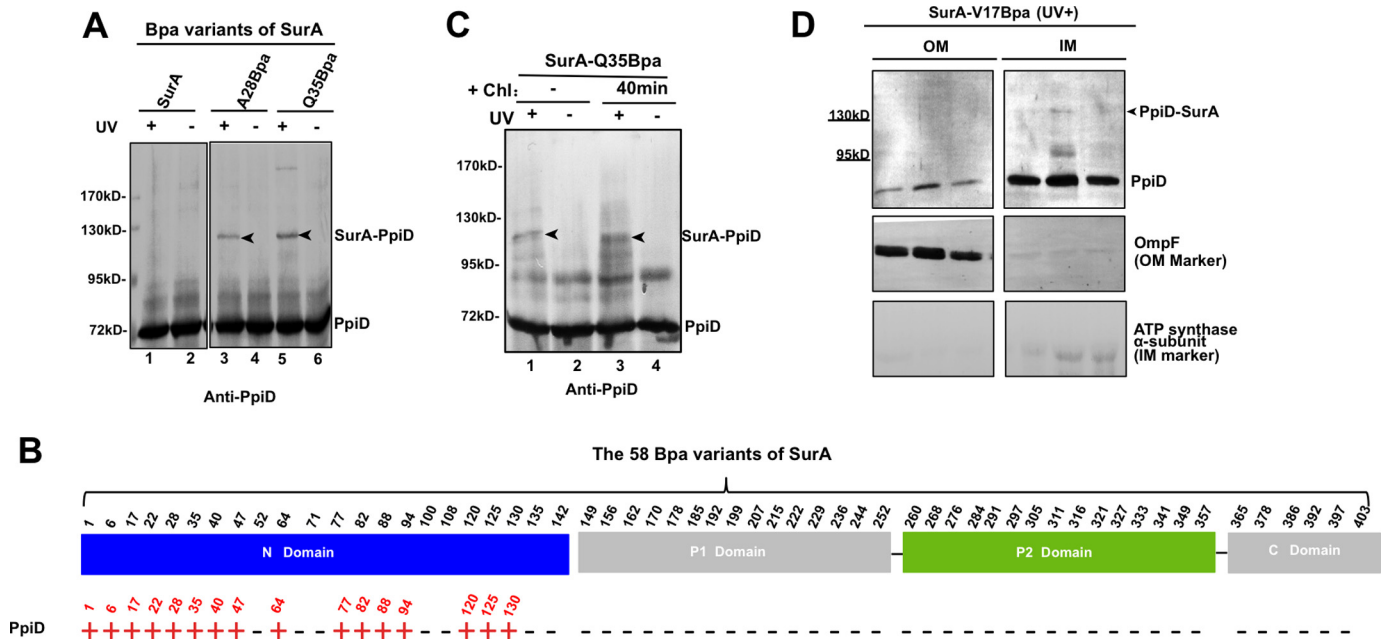 A
Bpa variants of SurA
SurA
A28Bpa
Q35Bpa
UV + - + - + -
170kD-
130kD-
95kD-
72kD-
SurA-PpiD
PpiD
1 2 3 4 5 6
Anti-PpiD
C
SurA-Q35Bpa
+ Chl: - 40min
UV + - + -
170kD-
130kD-
95kD-
72kD-
SurA-PpiD
PpiD
1 2 3 4
Anti-PpiD
D
SurA-V17Bpa (UV+)
OM IM
130kD
95kD
PpiD-SurA
PpiD
OmpF
(OM Marker)
ATP synthase
α-subunit
(IM marker)
B
The 58 Bpa variants of SurA
1 6 17 22 28 35 40 47 52 64 71 77 82 88 94 100 108 120 125 130 135 142 149 156 162 170 178 185 192 199 207 215 222 229 236 244 252 260 268 276 284 291 297 305 311 316 321 327 333 341 349 357 365 378 386 392 397 403
N Domain P1 Domain P2 Domain C Domain
1 6 17 22 28 35 40 47 64 77 82 88 94 120 125 130
PpiD + + + + + + + + - + - - + + + + - - + + + - - - - - - - - - - - - - - - - - - - - - - - - - - - - - - - - - - - - - -